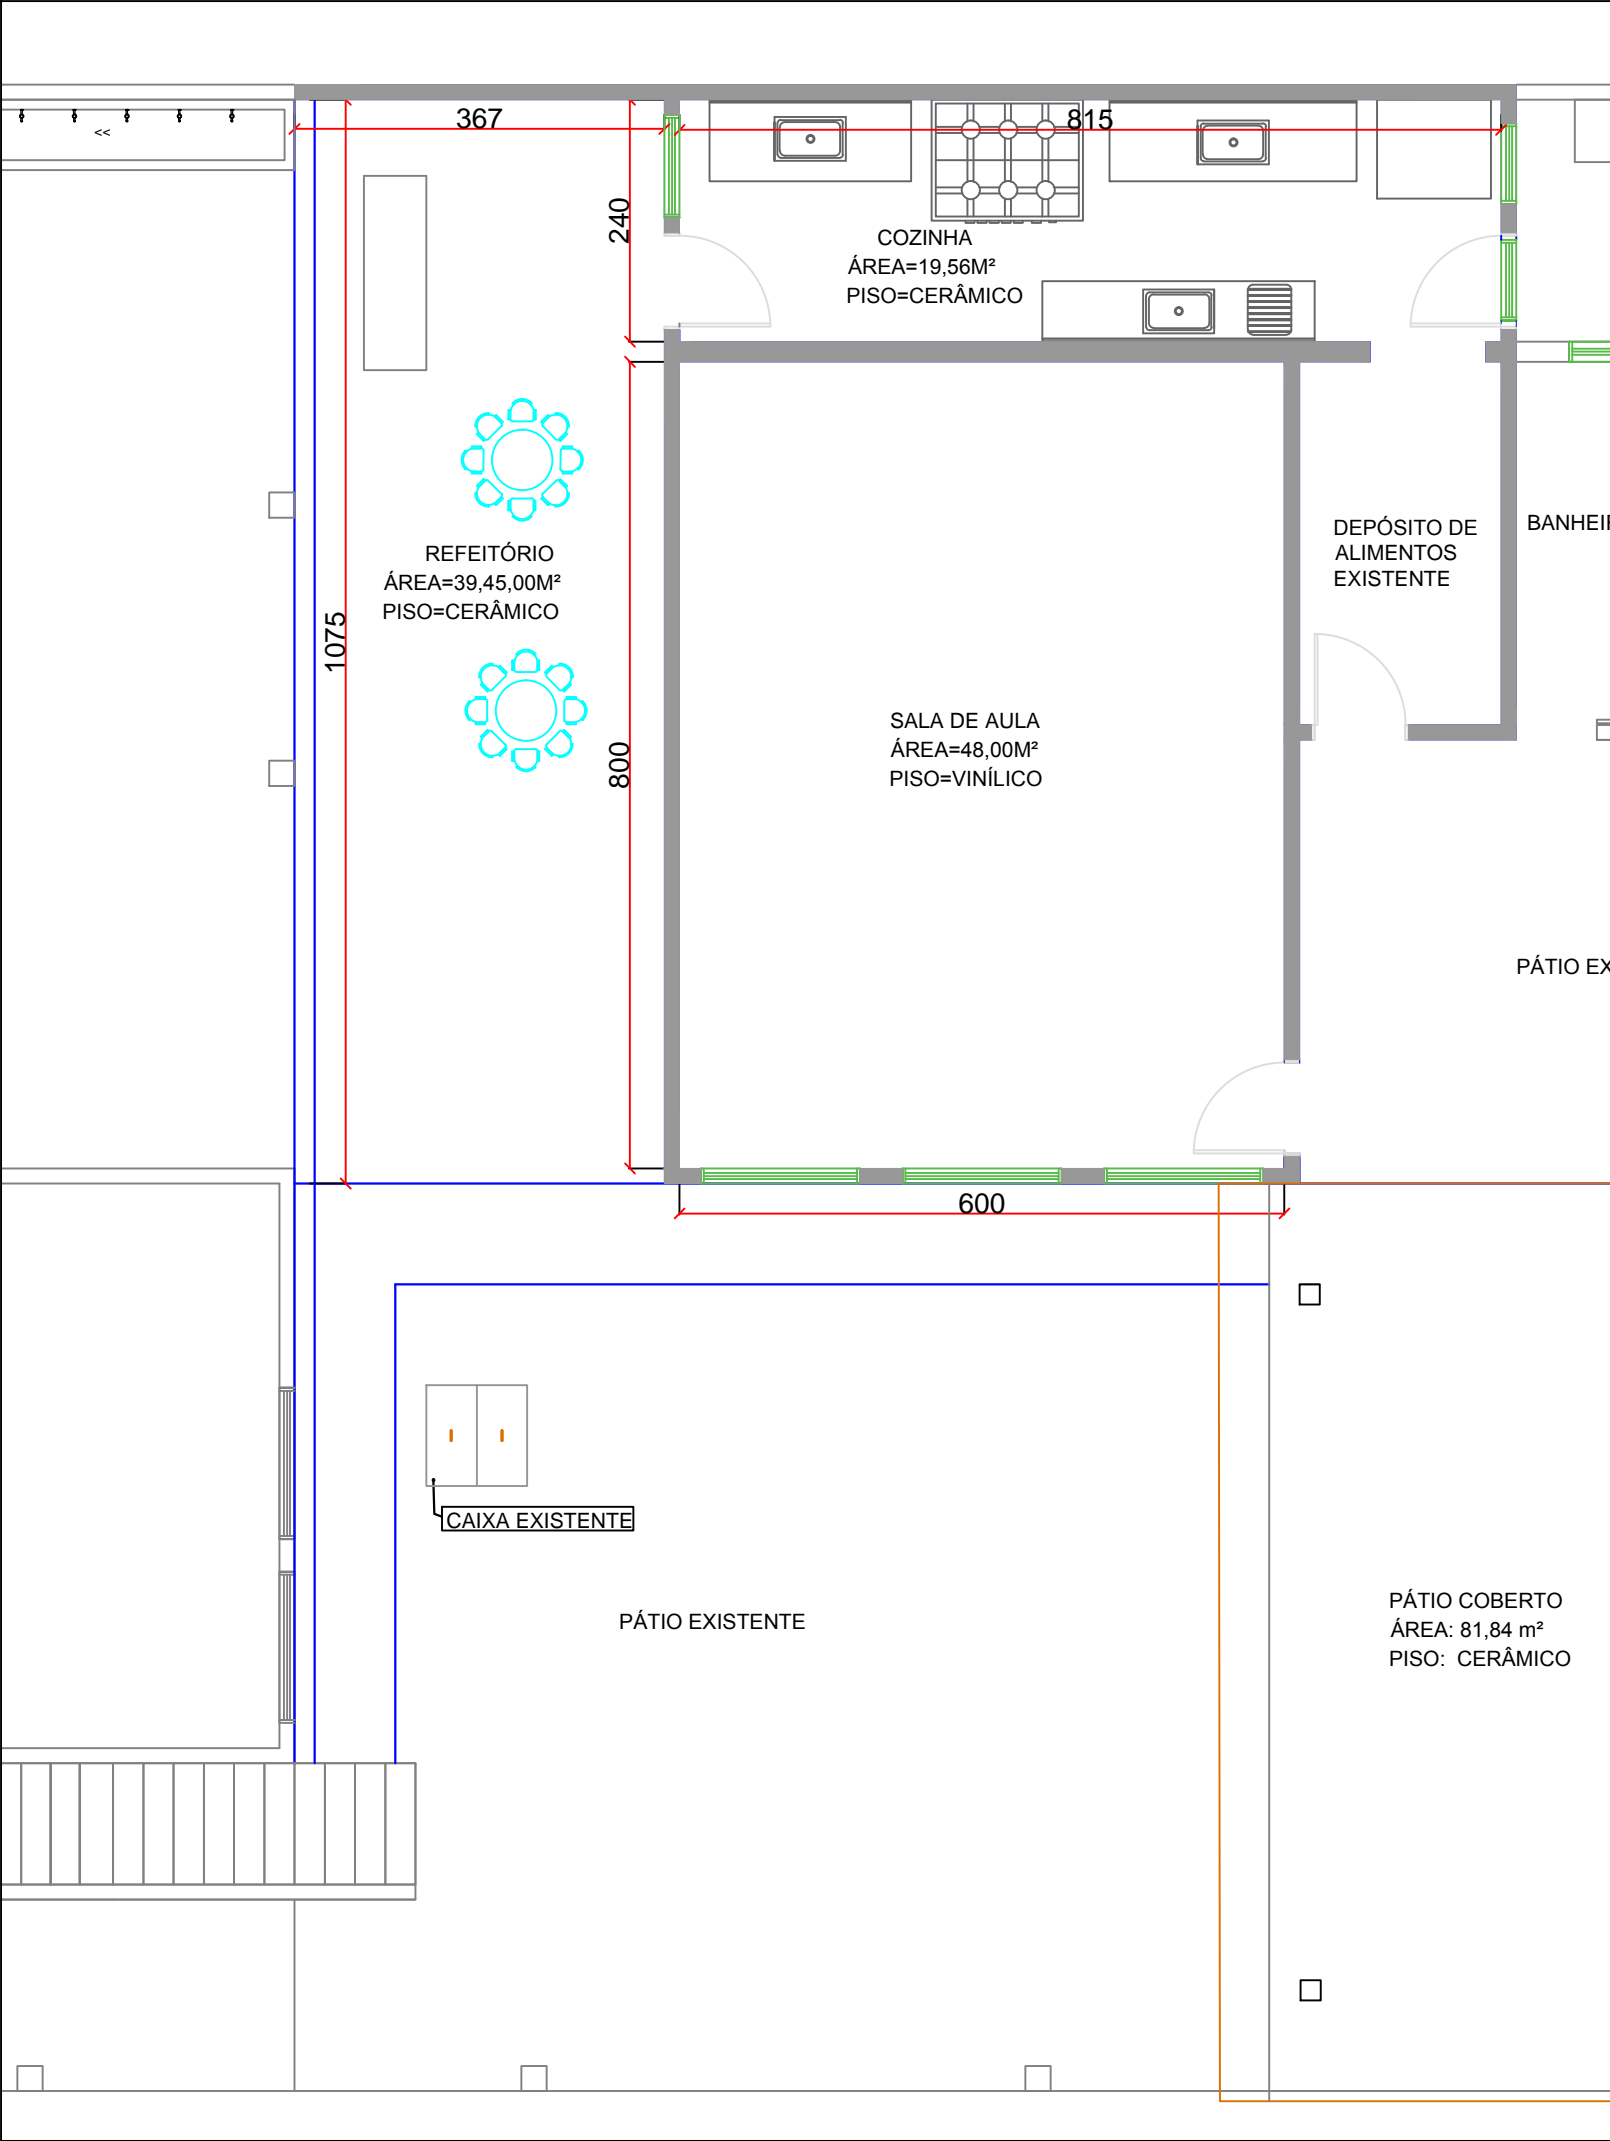 <<
367
815
240
COZINHA
ÁREA=19,56M²
PISO=CERÂMICO
REFEITÓRIO
ÁREA=39,45,00M²
PISO=CERÂMICO
1075
800
DEPÓSITO DE
ALIMENTOS
EXISTENTE
SALA DE AULA
ÁREA=48,00M²
PISO=VINÍLICO
PÁTIO EX
600
CAIXA EXISTENTE
PÁTIO EXISTENTE
PÁTIO COBERTO
ÁREA: 81,84 m²
PISO: CERÂMICO